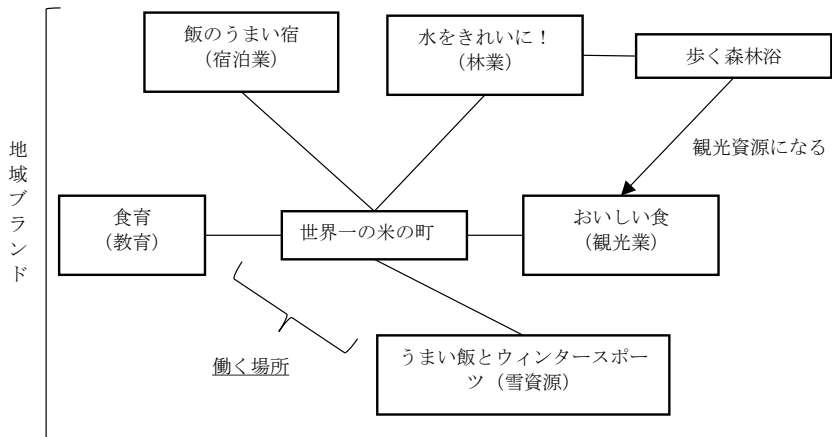 飯のうまい宿
（宿泊業）
水をきれいに！
（林業）
歩く森林浴
地域ブランド
観光資源になる
食育
（教育）
世界一の米の町
おいしい食
（観光業）
働く場所
うまい飯とウィンタースポー
ツ（雪資源）